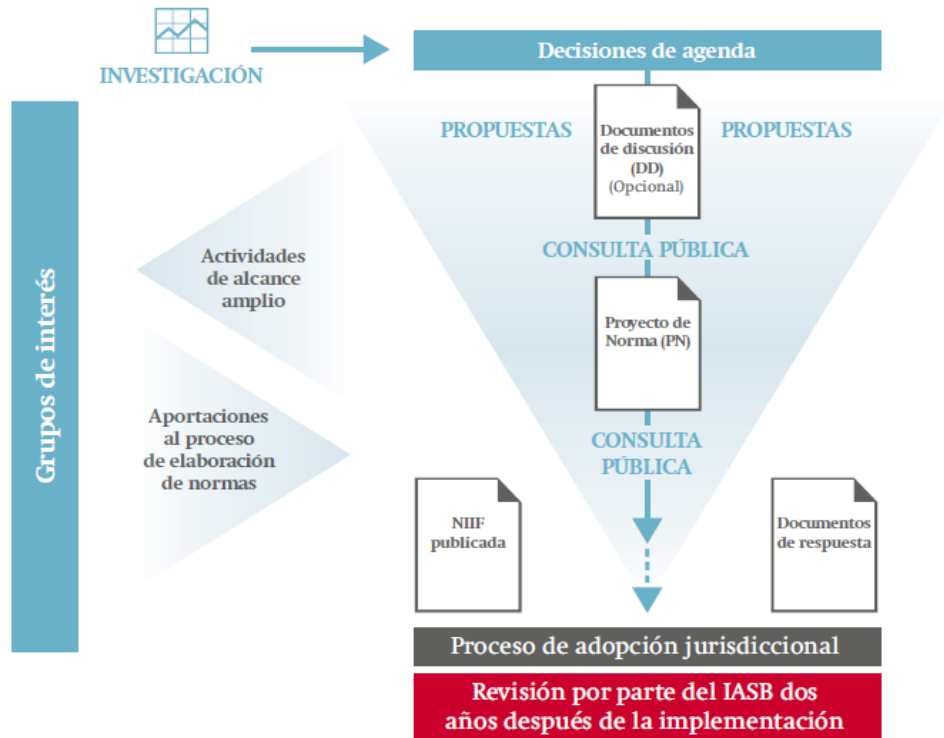 INVESTIGACIÓN
Decisiones de agenda
PROPUESTAS
Documentos
de discusión
(DD)
(Opcional)
PROPUESTAS
CONSULTA PÚBLICA
Grupos de interés
Actividades
de alcance
amplio
Proyecto de
Norma (PN)
Aportaciones
al proceso
de elaboración
de normas
CONSULTA
PÚBLICA
NIIF
publicada
Documentos
de respuesta
Proceso de adopción jurisdiccional
Revisión por parte del IASB dos
años después de la implementación